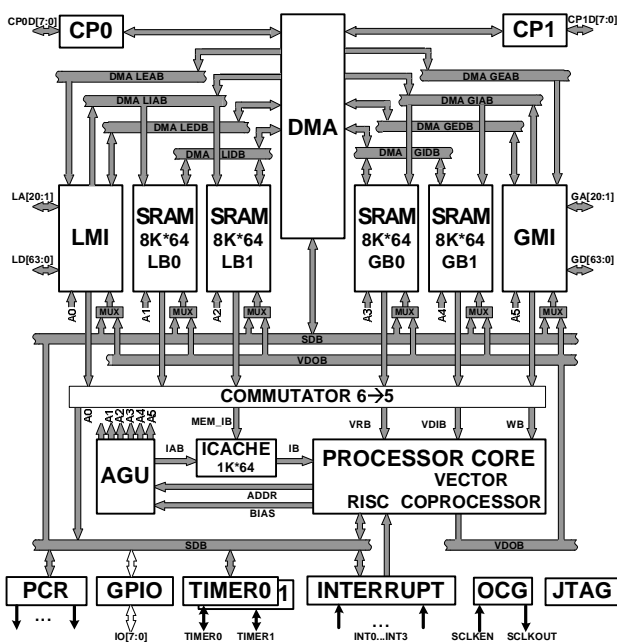 CP0D[7:0] CP0 CP1 CP1D[7:0]
DMA LEAB DMA GEAB
DMA LIAB DMA GIAB
DMA LEDB DMA DMA GEDB
DMA LIDB DMA GIDB
LA[20:1] GA[20:1]
LMI SRAM SRAM SRAM SRAM GMI
8K*64 8K*64 8K*64 8K*64
LB0 LB1 GB0 GB1
LD[63:0] GD[63:0]
A0 MUX A1 MUX A2 MUX A3 MUX A4 MUX A5 MUX
SDB
VDOB
COMMUTATOR 6→5
A0 A1 A2 A3 A4 A5 MEM_IB VRB VDIB WB
AGU IAB ICACHE IB PROCESSOR CORE
1K*64 VECTOR
ADDR RISC COPROCESSOR
BIAS
SDB VDOB
PCR GPIO TIMER0 1 INTERRUPT OCG JTAG
... ...
IO[7:0] TIMER0 TIMER1 INT0...INT3 SCLKEN SCLKOUT